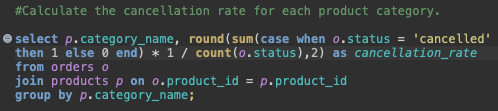 #Calculate the cancellation rate for each product category.
select p.category_name, round(sum(case when o.status = 'cancelled'
then 1 else 0 end) * 1 / count(o.status),2) as cancellation_rate
from orders o
join products p on o.product_id = p.product_id
group by p.category_name;